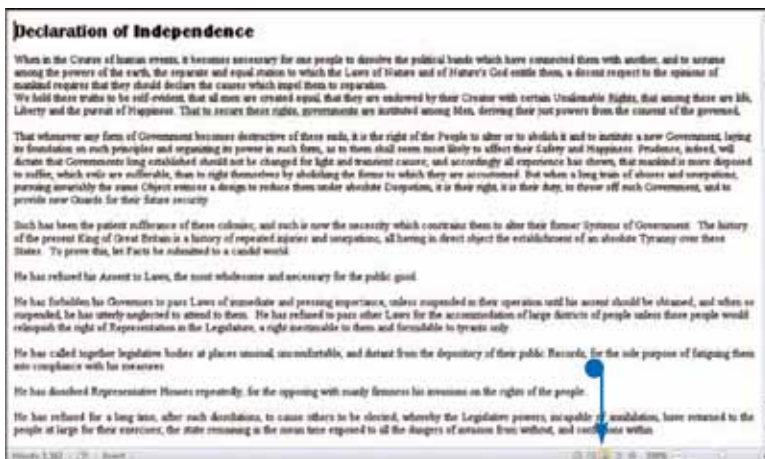 Declaration of Independence
When in the Course of human events, it becomes necessary for one people to dissolve the political bands which have connected them with another, and to assume
among the powers of the earth, the separate and equal station to which the Laws of Nature and of Nature's God entitle them, a decent respect to the opinions of
mankind requires that they should declare the causes which impel them to separation.
We hold these truths to be self-evident, that all men are created equal, that they are endowed by their Creator with certain Unalienable Rights, that among these are life,
Liberty and the pursuit of Happiness. That to secure these rights, governments are instituted among Men, deriving their just powers from the consent of the governed,
That whenever any form of Government becomes destructive of these ends, it is the right of the People to alter or to abolish it and to institute a new Government, laying
its foundation on such principles and organizing its power in such form, as to them shall seem most likely to affect their Safety and Happiness. Prudence, indeed, will
dictate that Governments long established should not be changed for light and transient causes; and accordingly all experience has shown, that mankind is more disposed
to suffer, which evils are sufferable, than to right themselves by abolishing the forms to which they are accustomed. But when a long train of abuses and usurpations,
pursuing invariably the same Object evinces a design to reduce them under absolute Despotism, it is their right, it is their duty, to throw off such Government, and to
provide new Guards for their future security
Such has been the patient sufferance of these colonies; and such is now the necessity which constrains them to alter their former Systems of Government. The history
of the present King of Great Britain is a history of repeated injuries and usurpations, all having in direct object the establishment of an absolute Tyranny over these
States. To prove this, let Facts be submitted to a candid world.
He has refused his Assent to Laws, the most wholesome and necessary for the public good.
He has forbidden his Governors to pass Laws of immediate and pressing importance, unless suspended in their operation until his assent should be obtained; and when so
suspended, he has utterly neglected to attend to them. He has refused to pass other Laws for the accommodation of large districts of people unless those people would
relinquish the right of Representation in the Legislature, a right inestimable to them and formidable to tyrants only.
He has called together legislative bodies at places unusual, uncomfortable, and distant from the depository of their public Records, for the sole purpose of fatiguing them
into compliance with his measures
He has dissolved Representative Houses repeatedly, for the opposing with manly firmness his invasions on the rights of the people.
He has refused for a long time, after such dissolutions, to cause others to be elected, whereby the Legislative powers, incapable of annihilation, have returned to the
people at large for their exercises; the state remaining in the mean time exposed to all the dangers of invasion from without, and within